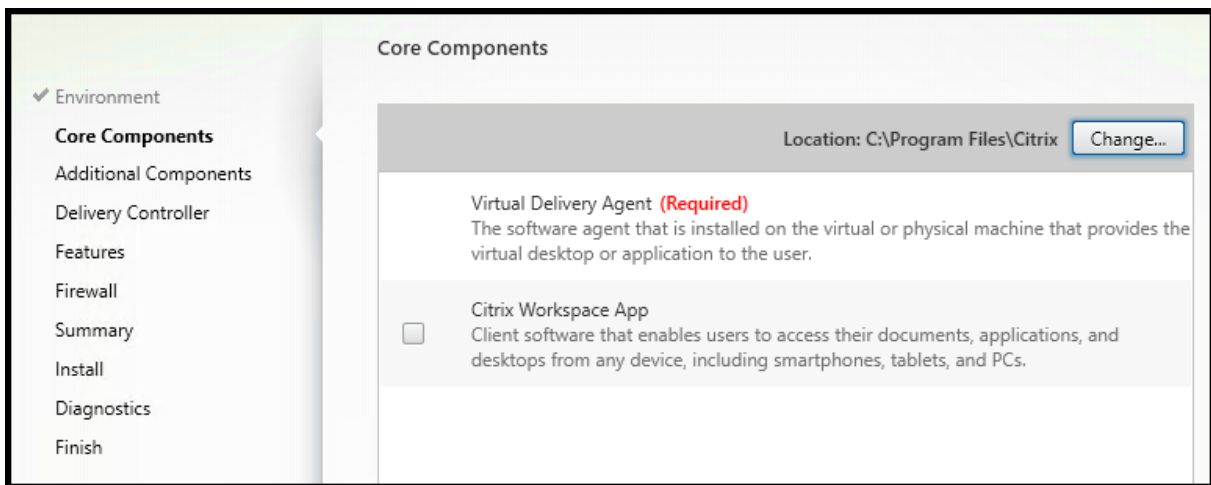 Core Components
Environment
Core Components
Additional Components
Delivery Controller
Features
Firewall
Summary
Install
Diagnostics
Finish
Location: C:\Program Files\Citrix Change...
Virtual Delivery Agent (Required)
The software agent that is installed on the virtual or physical machine that provides the
virtual desktop or application to the user.
Citrix Workspace App
Client software that enables users to access their documents, applications, and
desktops from any device, including smartphones, tablets, and PCs.